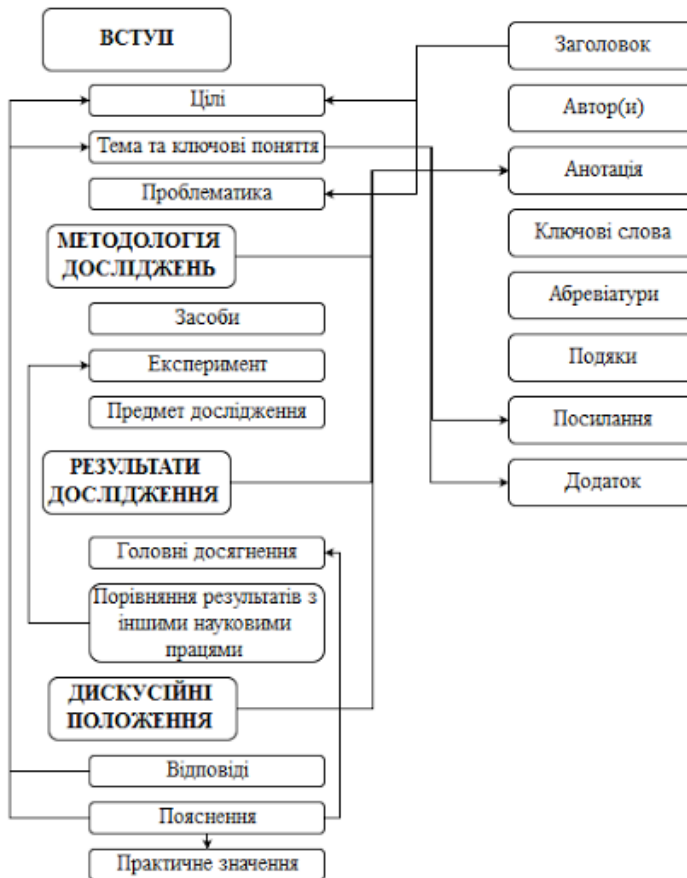 ВСТУП
Цілі
Тема та ключові поняття
Проблематика
МЕТОДОЛОГІЯ
ДОСЛІДЖЕНЬ
Засоби
Експеримент
Предмет дослідження
РЕЗУЛЬТАТИ
ДОСЛІДЖЕННЯ
Головні досягнення
Порівняння результатів з
іншими науковими
працями
ДИСКУСІЙНІ
ПОЛОЖЕННЯ
Відповіді
Пояснення
Практичне значення
Заголовок
Автор(и)
Анотація
Ключові слова
Абревіатури
Подяки
Посилання
Додаток